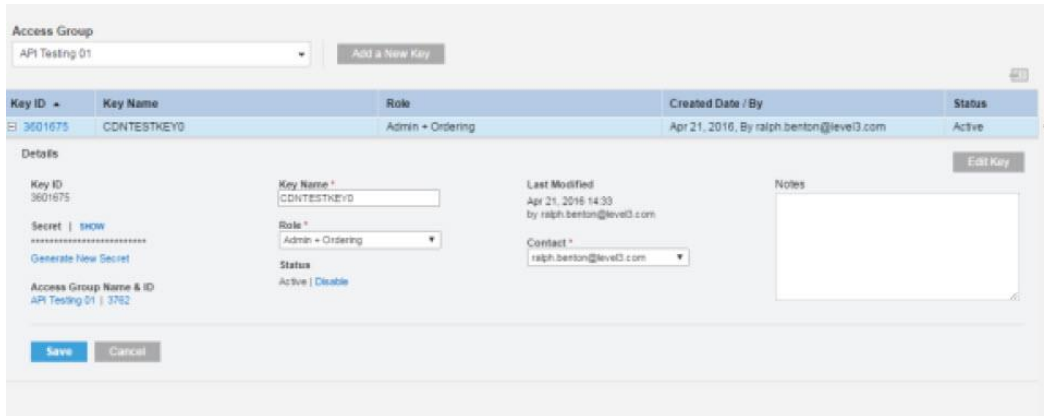 Access Group
API Testing 01
Add a New Key
Key ID Key Name Role Created Date / By Status
3601675 CDNTESTKEY0 Admin + Ordering Apr 21, 2016, By ralph.benton@level3.com Active
Details
Edit Key
Key ID Key Name * Last Modified Notes
3601675 CDNTESTKEY0 Apr 21, 2016 14:33
by ralph.benton@level3.com
Secret | SHOW Role *
************************** Admin + Ordering Contact *
Generate New Secret Status ralph.benton@level3.com
Active | Disable
Access Group Name & ID
API Testing 01 | 3762
Save Cancel